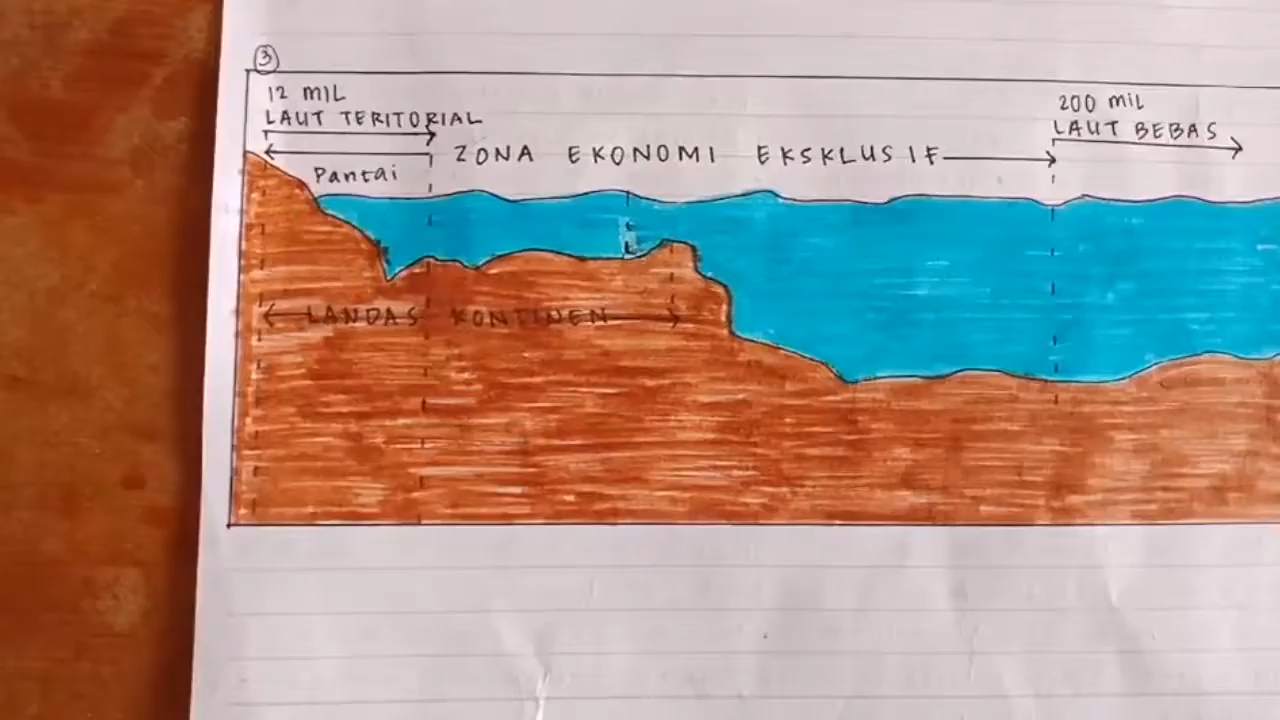 3
12 MIL
LAUT TERITORIAL
200 MIL
LAUT BEBAS
ZONA EKONOMI EKSKLUSIF
Pantai
LANDAS KONTINEN